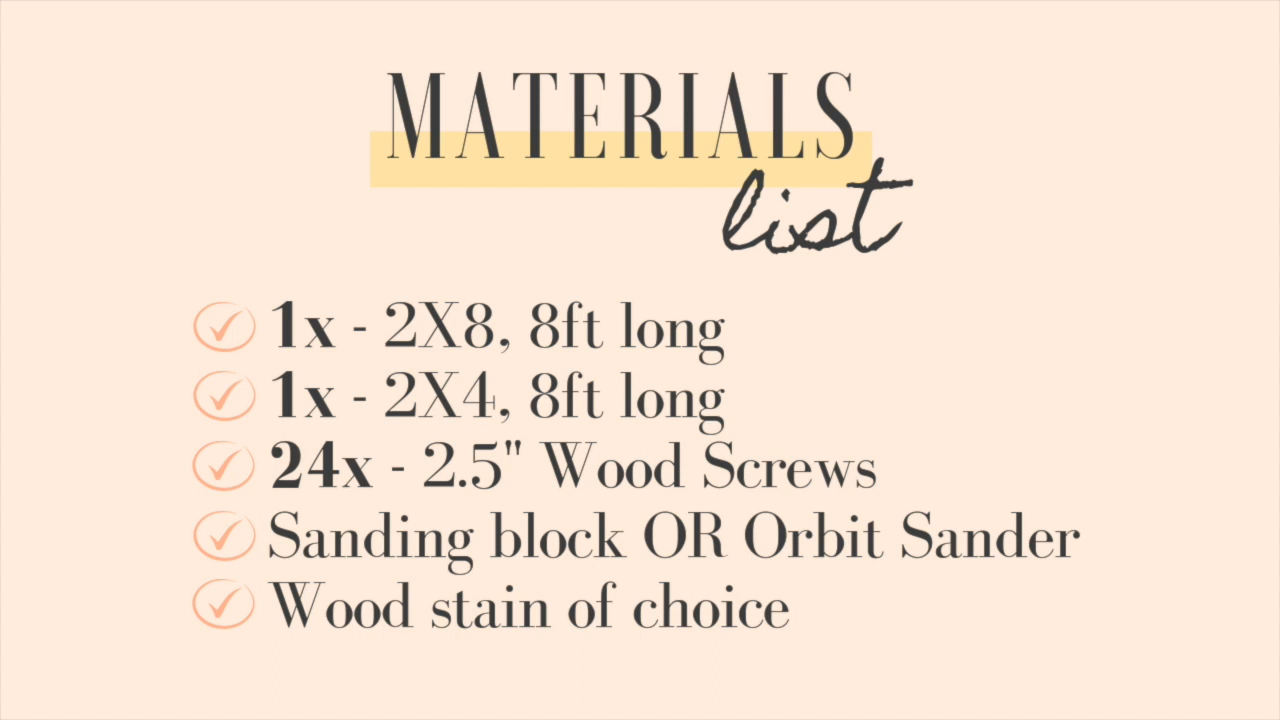 MATERIALS
list
1x - 2X8, 8ft long
1x - 2X4, 8ft long
24x - 2.5" Wood Screws
Sanding block OR Orbit Sander
Wood stain of choice